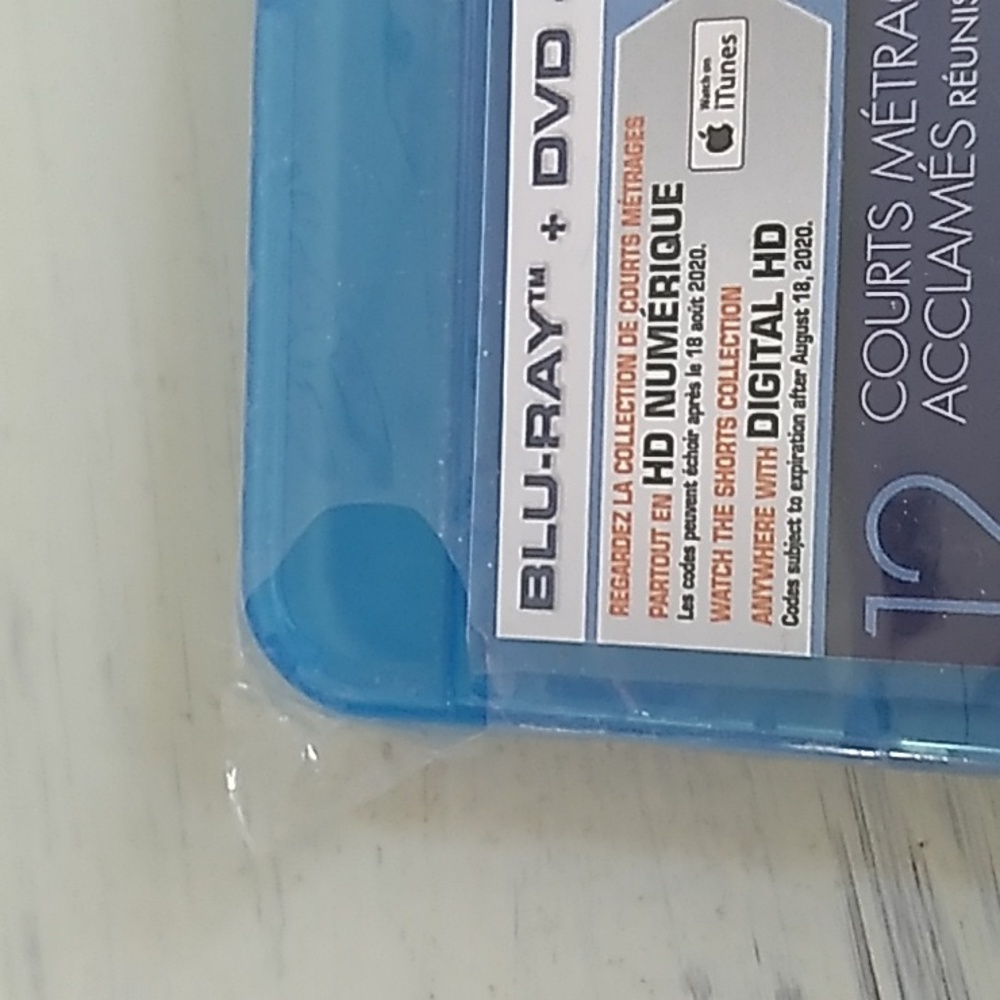 BLU-RAY™ + DVD
REGARDEZ LA COLLECTION DE COURTS MÉTRAGES
PARTOUT EN HD NUMÉRIQUE
Les codes peuvent échoir après le 18 août 2020.
WATCH THE SHORTS COLLECTION
ANYWHERE WITH DIGITAL HD
Codes subject to expiration after August 18, 2020.
Watch on
iTunes
12
COURTS MÉTRA
ACCLAMÉS RÉUNIS